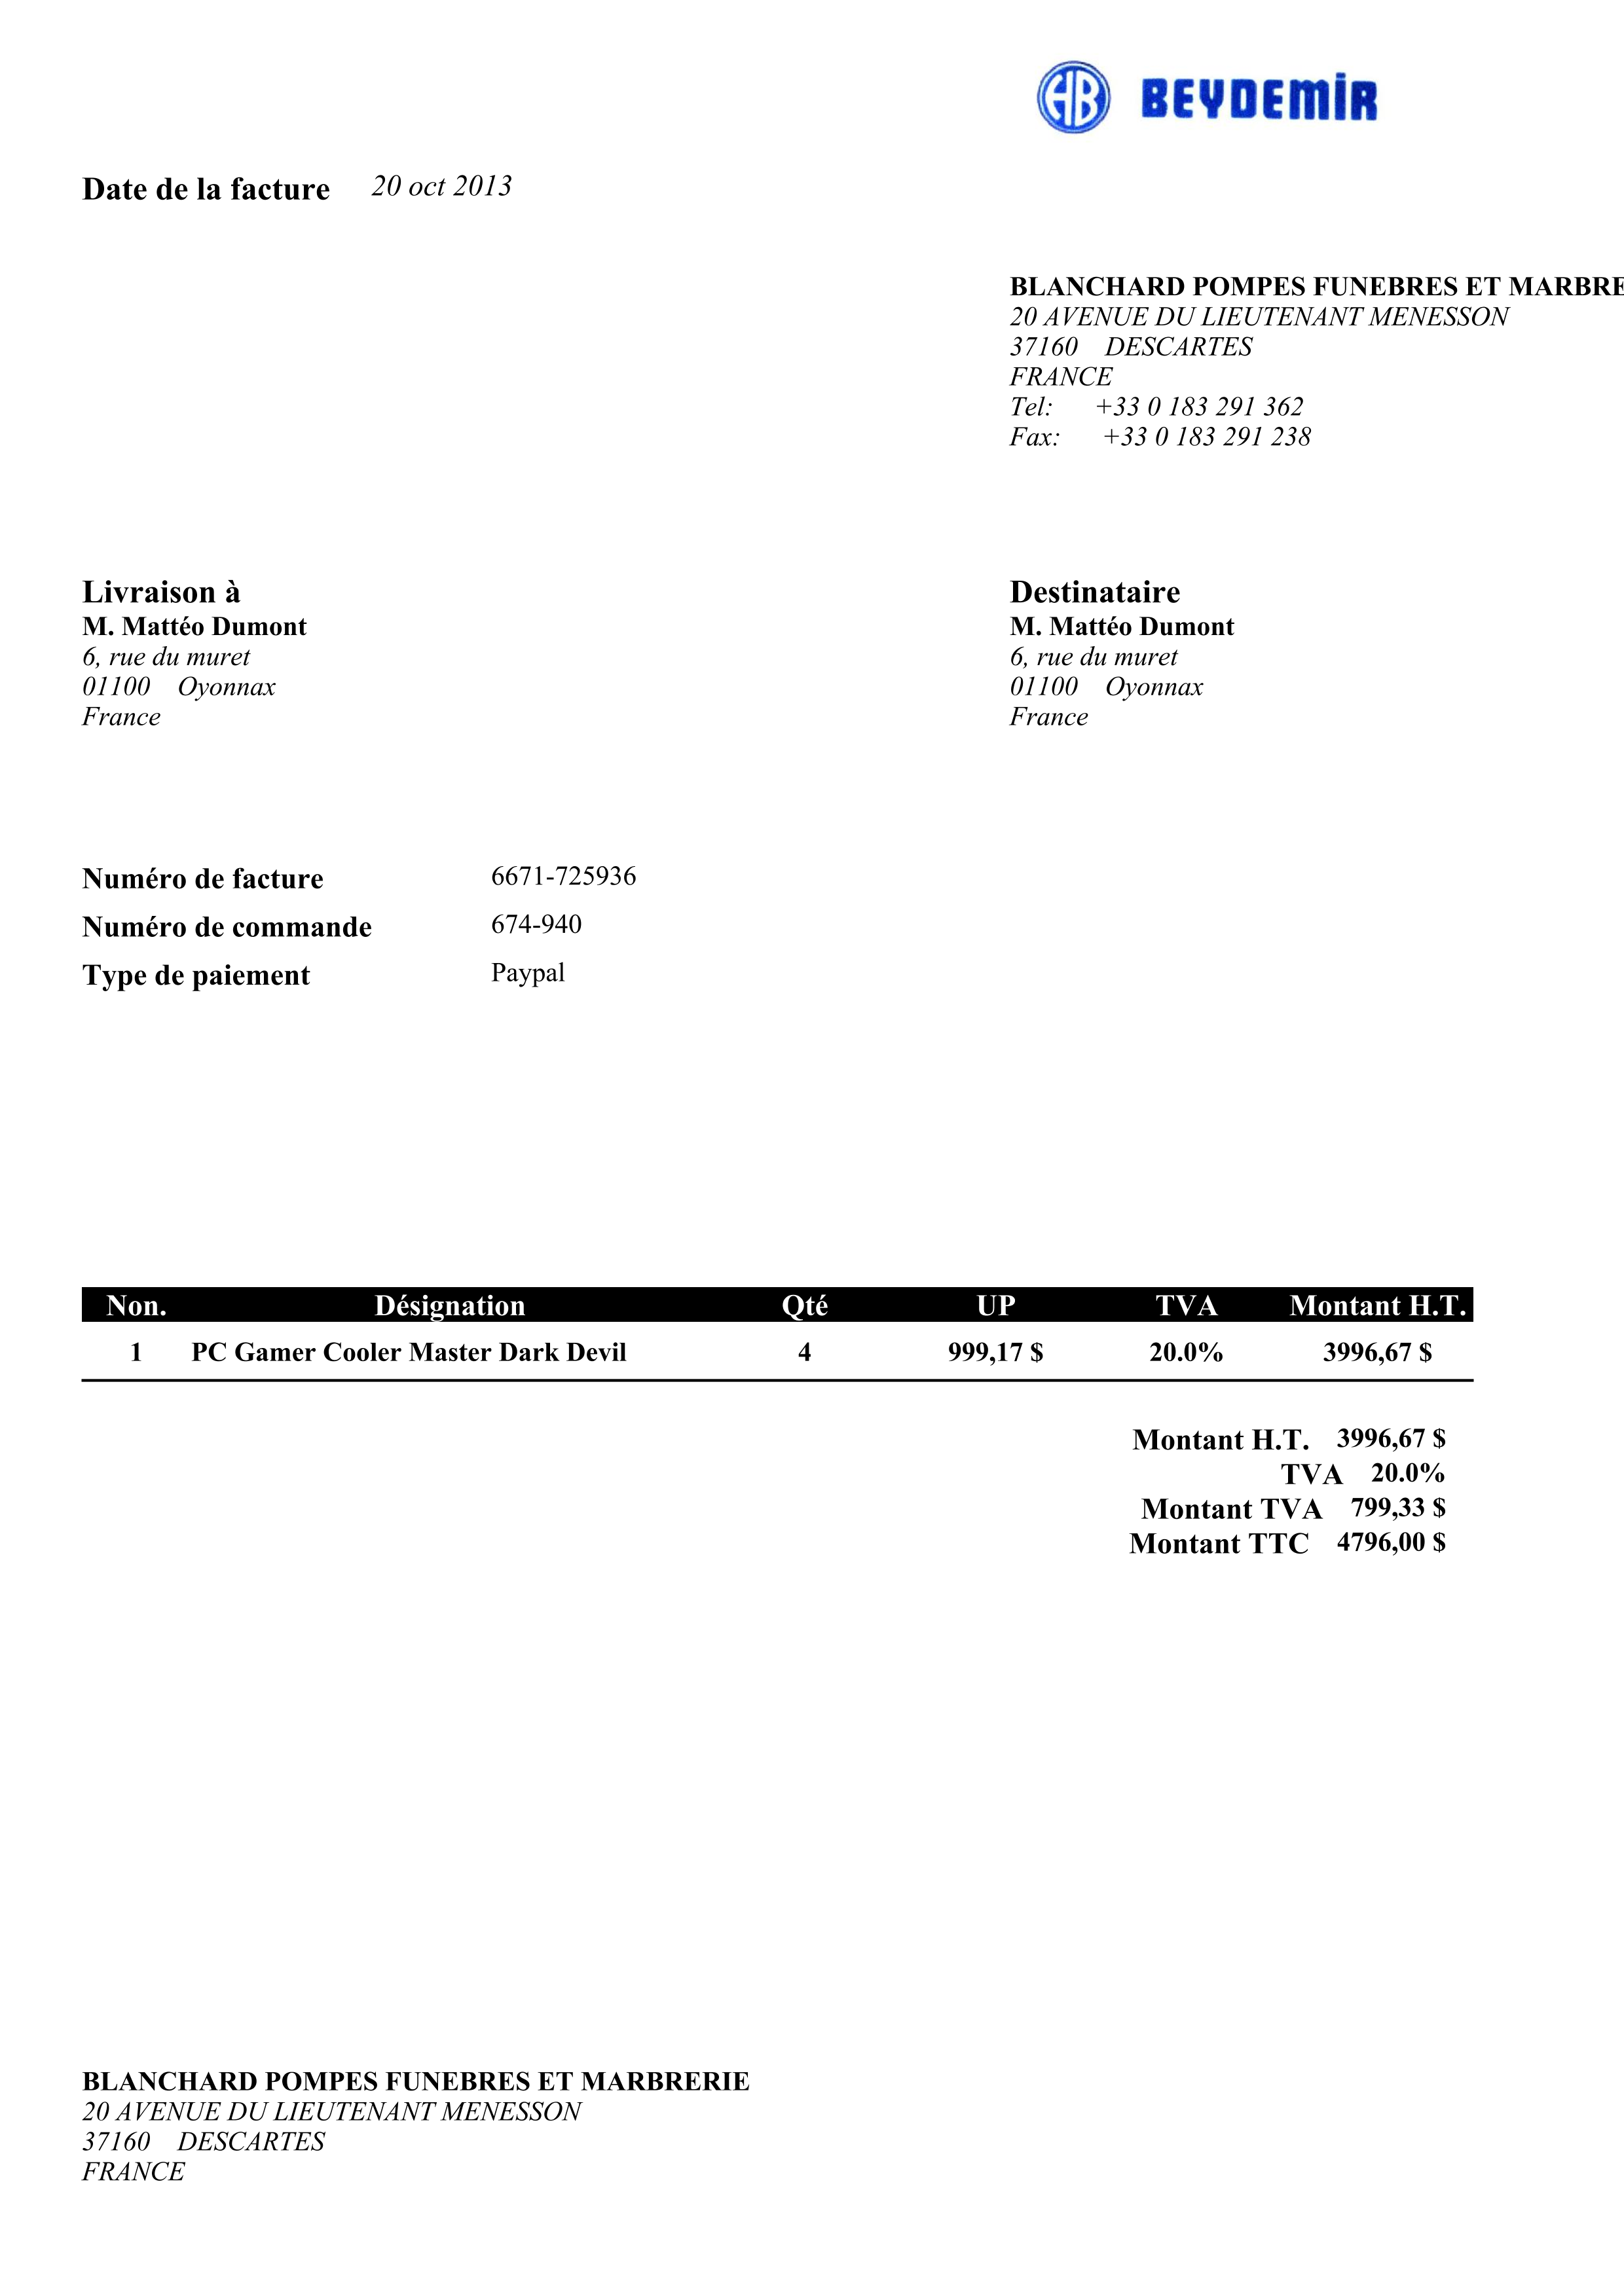 HB BEYDEMİR
Date de la facture 20 oct 2013
BLANCHARD POMPES FUNEBRES ET MARBRE
20 AVENUE DU LIEUTENANT MENESSON
37160 DESCARTES
FRANCE
Tel: +33 0 183 291 362
Fax: +33 0 183 291 238
Livraison à
M. Mattéo Dumont
6, rue du muret
01100 Oyonnax
France
Destinataire
M. Mattéo Dumont
6, rue du muret
01100 Oyonnax
France
Numéro de facture 6671-725936
Numéro de commande 674-940
Type de paiement Paypal
Non. Désignation Qté UP TVA Montant H.T.
1 PC Gamer Cooler Master Dark Devil 4 999,17 $ 20.0% 3996,67 $
Montant H.T. 3996,67 $
TVA 20.0%
Montant TVA 799,33 $
Montant TTC 4796,00 $
BLANCHARD POMPES FUNEBRES ET MARBRERIE
20 AVENUE DU LIEUTENANT MENESSON
37160 DESCARTES
FRANCE